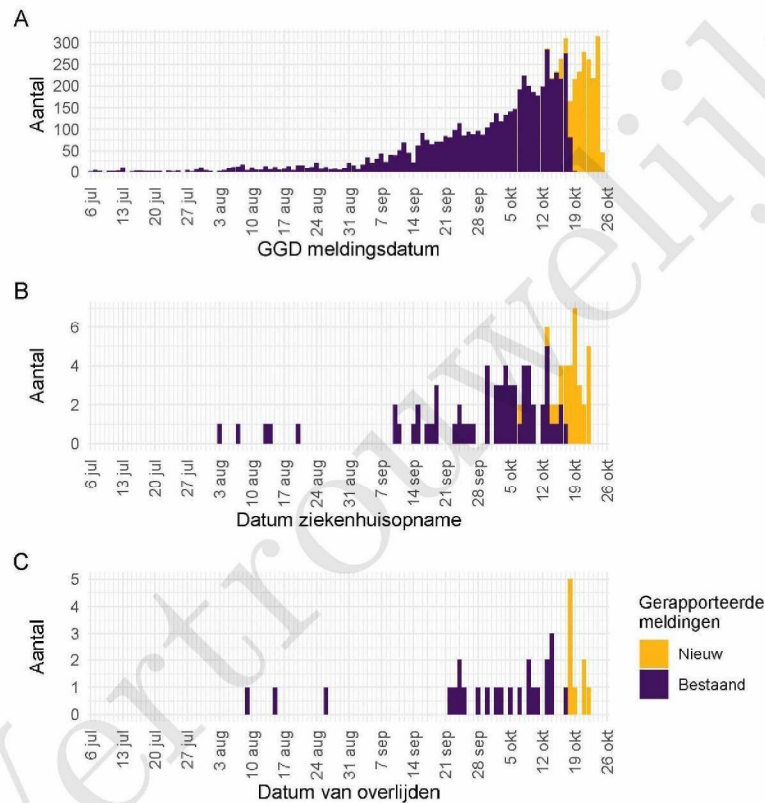 A
Aantal
300
250
200
150
100
50
0
6 jul
13 jul
20 jul
27 jul
3 aug
10 aug
17 aug
24 aug
31 aug
7 sep
14 sep
21 sep
28 sep
5 okt
12 okt
19 okt
26 okt
GGD meldingsdatum
B
Aantal
6
4
2
0
6 jul
13 jul
20 jul
27 jul
3 aug
10 aug
17 aug
24 aug
31 aug
7 sep
14 sep
21 sep
28 sep
5 okt
12 okt
19 okt
26 okt
Datum ziekenhuisopname
C
Aantal
5
4
3
2
1
0
6 jul
13 jul
20 jul
27 jul
3 aug
10 aug
17 aug
24 aug
31 aug
7 sep
14 sep
21 sep
28 sep
5 okt
12 okt
19 okt
26 okt
Datum van overlijden
Gerapporteerde
meldingen
Nieuw
Bestaand
Vertrouwelijk